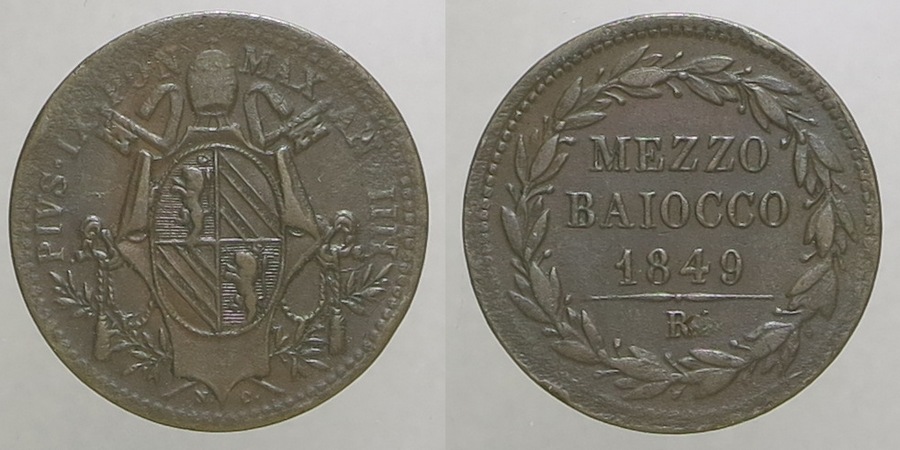 PIVS·IX PON MAX AN IIII
N C.
MEZZO
BAIOCCO
1849
R